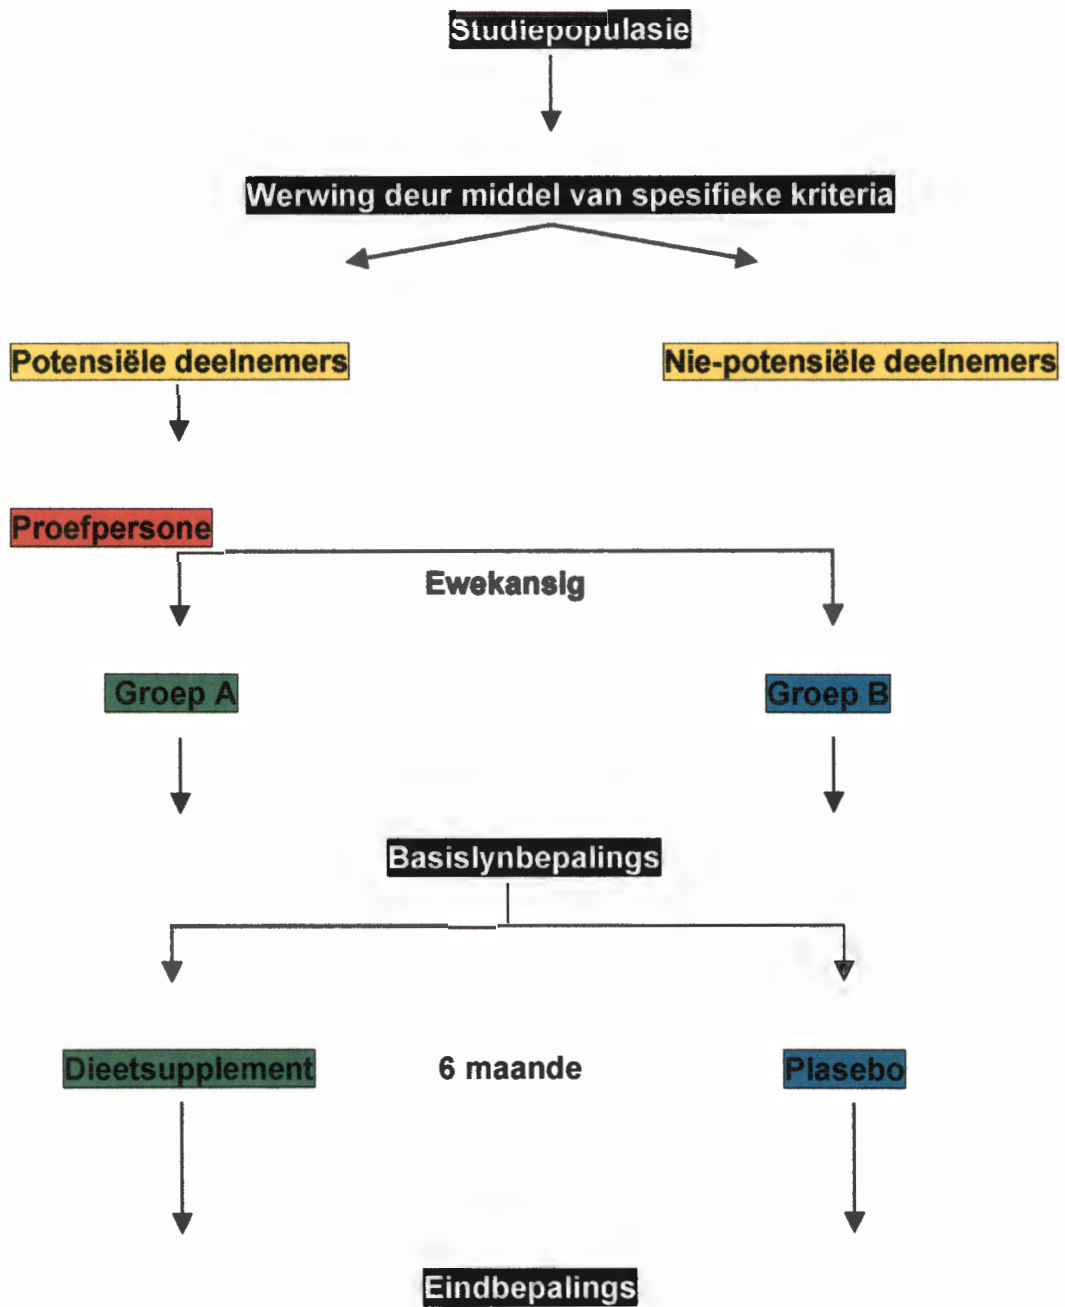 Studiepopulasie
Werwing deur middel van spesifieke kriteria
Potensiële deelnemers
Nie-potensiële deelnemers
Proefpersone
Ewekansig
Groep A
Groep B
Basislynbepalings
Dieetsupplement
6 maande
Plasebo
Eindbepalings